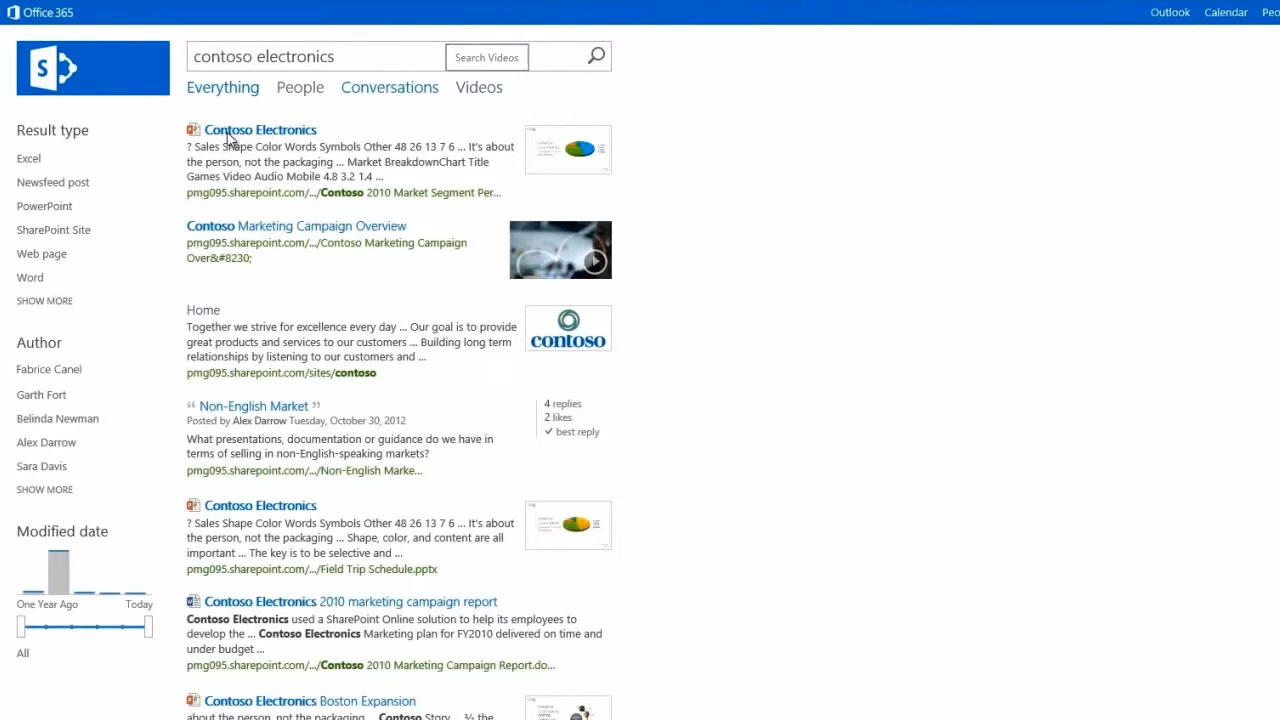 Office 365
Outlook Calendar Peo
S
contoso electronics
Search Videos
Everything People Conversations Videos
Result type
Excel
Newsfeed post
PowerPoint
SharePoint Site
Web page
Word
SHOW MORE
Author
Fabrice Canel
Garth Fort
Belinda Newman
Alex Darrow
Sara Davis
SHOW MORE
Modified date
One Year Ago Today
All
Contoso Electronics
? Sales Shape Color Words Symbols Other 48 26 13 7 6 ... It's about
the person, not the packaging ... Market BreakdownChart Title
Games Video Audio Mobile 4.8 3.2 1.4 ...
pmg095.sharepoint.com/.../Contoso 2010 Market Segment Per...
Contoso Marketing Campaign Overview
pmg095.sharepoint.com/.../Contoso Marketing Campaign
Over&#8230;
Home
Together we strive for excellence every day ... Our goal is to provide
great products and services to our customers ... Building long term
relationships by listening to our customers and ...
pmg095.sharepoint.com/sites/contoso
contoso
“ Non-English Market ”
Posted by Alex Darrow Tuesday, October 30, 2012
What presentations, documentation or guidance do we have in
terms of selling in non-English-speaking markets?
pmg095.sharepoint.com/.../Non-English Marke...
4 replies
2 likes
best reply
Contoso Electronics
? Sales Shape Color Words Symbols Other 48 26 13 7 6 ... It's about
the person, not the packaging ... Shape, color, and content are all
important ... The key is to be selective and ...
pmg095.sharepoint.com/.../Field Trip Schedule.pptx
Contoso Electronics 2010 marketing campaign report
Contoso Electronics used a SharePoint Online solution to help its employees to
develop the ... Contoso Electronics Marketing plan for FY2010 delivered on time and
under budget ...
pmg095.sharepoint.com/.../Contoso 2010 Marketing Campaign Report.do...
Contoso Electronics Boston Expansion
about the person, not the packaging ... Contoso Story ... ¾ the